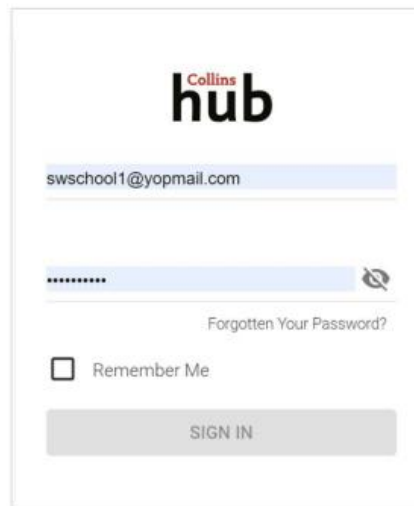 Collins
hub
swschool1@yopmail.com
••••••••••
Forgotten Your Password?
Remember Me
SIGN IN